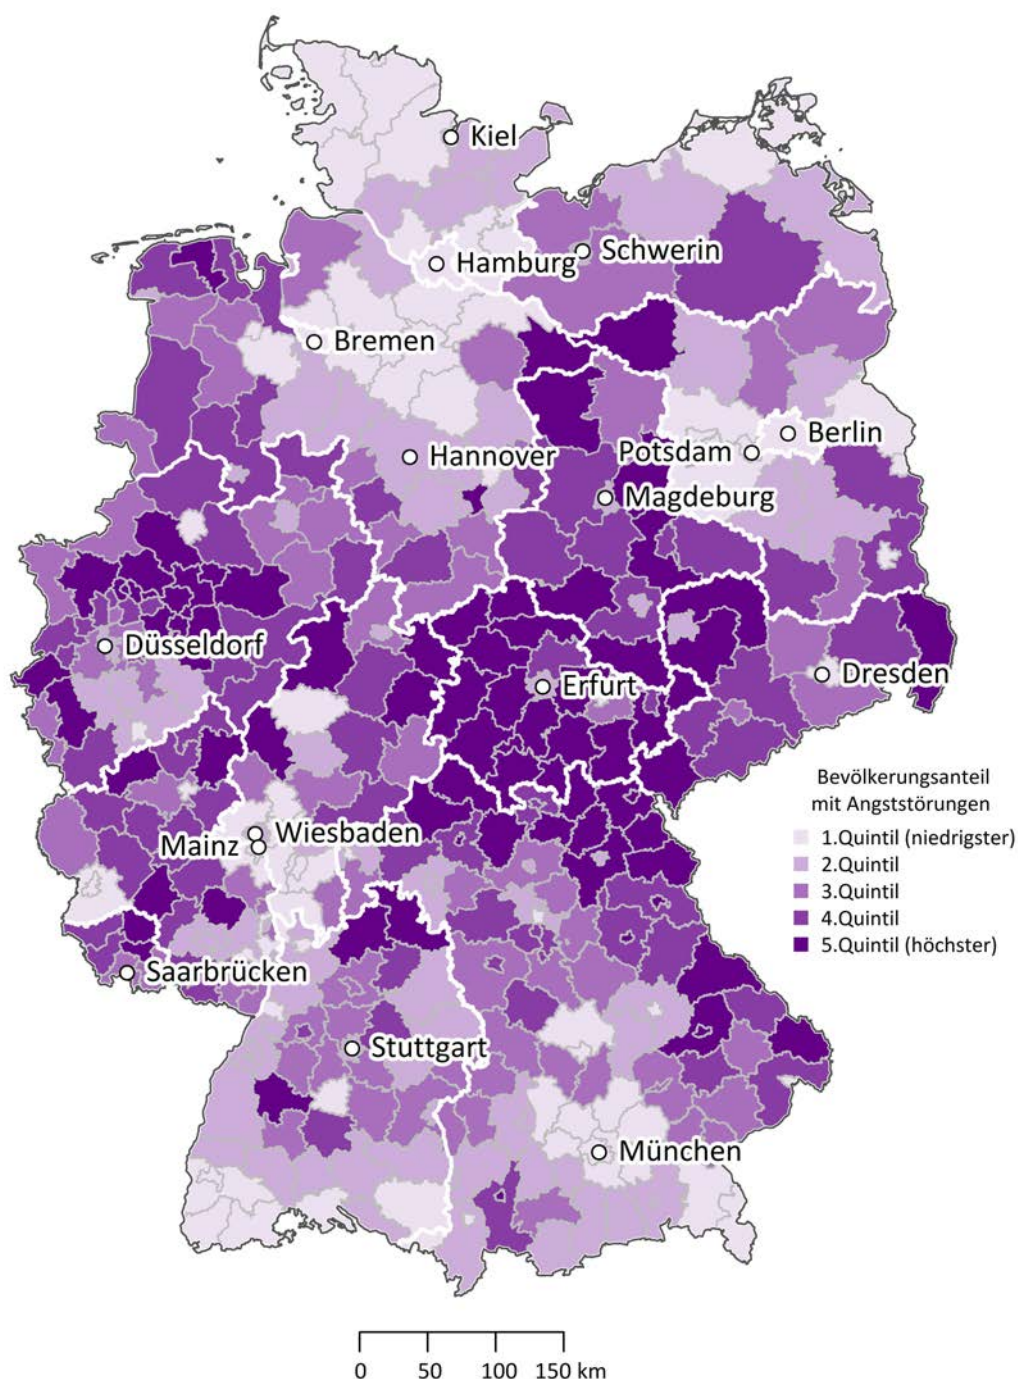 Kiel
Schwerin
Hamburg
Bremen
Berlin
Potsdam
Hannover
Magdeburg
Düsseldorf
Erfurt
Dresden
Bevölkerungsanteil
mit Angststörungen
1.Quintil (niedrigster)
2.Quintil
3.Quintil
4.Quintil
5.Quintil (höchster)
Wiesbaden
Mainz
Saarbrücken
Stuttgart
München
0 50 100 150 km